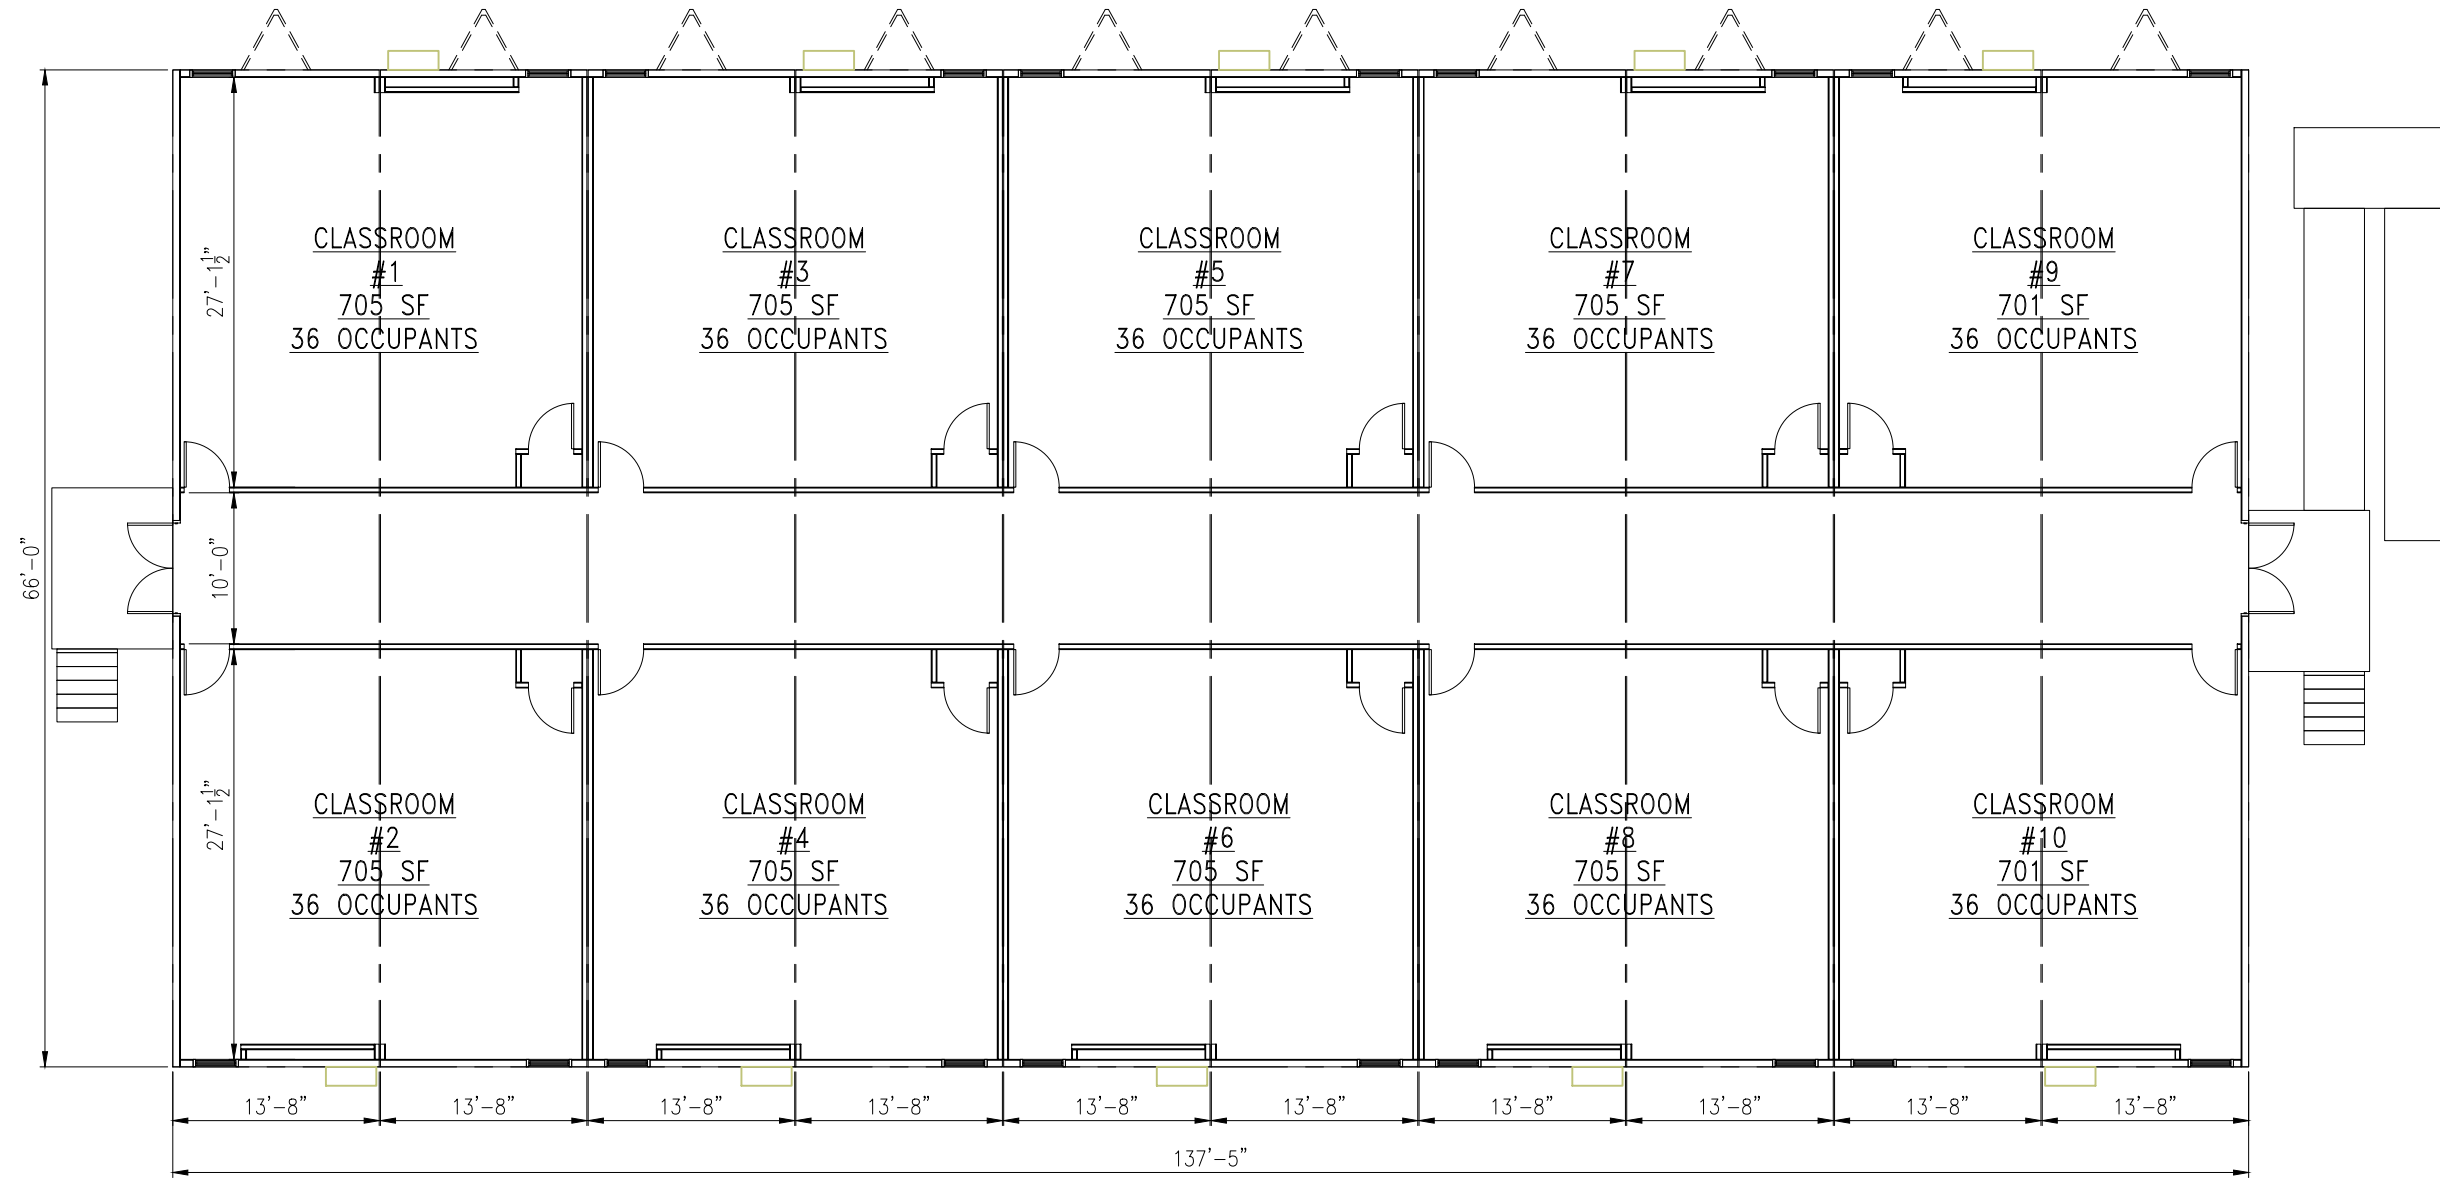 CLASSROOM
#1
705 SF
36 OCCUPANTS
CLASSROOM
#3
705 SF
36 OCCUPANTS
CLASSROOM
#5
705 SF
36 OCCUPANTS
CLASSROOM
#7
705 SF
36 OCCUPANTS
CLASSROOM
#9
701 SF
36 OCCUPANTS
27'-1 1/2"
66'-0"
10'-0"
27'-1 1/2"
CLASSROOM
#2
705 SF
36 OCCUPANTS
CLASSROOM
#4
705 SF
36 OCCUPANTS
CLASSROOM
#6
705 SF
36 OCCUPANTS
CLASSROOM
#8
705 SF
36 OCCUPANTS
CLASSROOM
#10
701 SF
36 OCCUPANTS
13'-8"
13'-8"
13'-8"
13'-8"
13'-8"
13'-8"
13'-8"
13'-8"
13'-8"
13'-8"
137'-5"